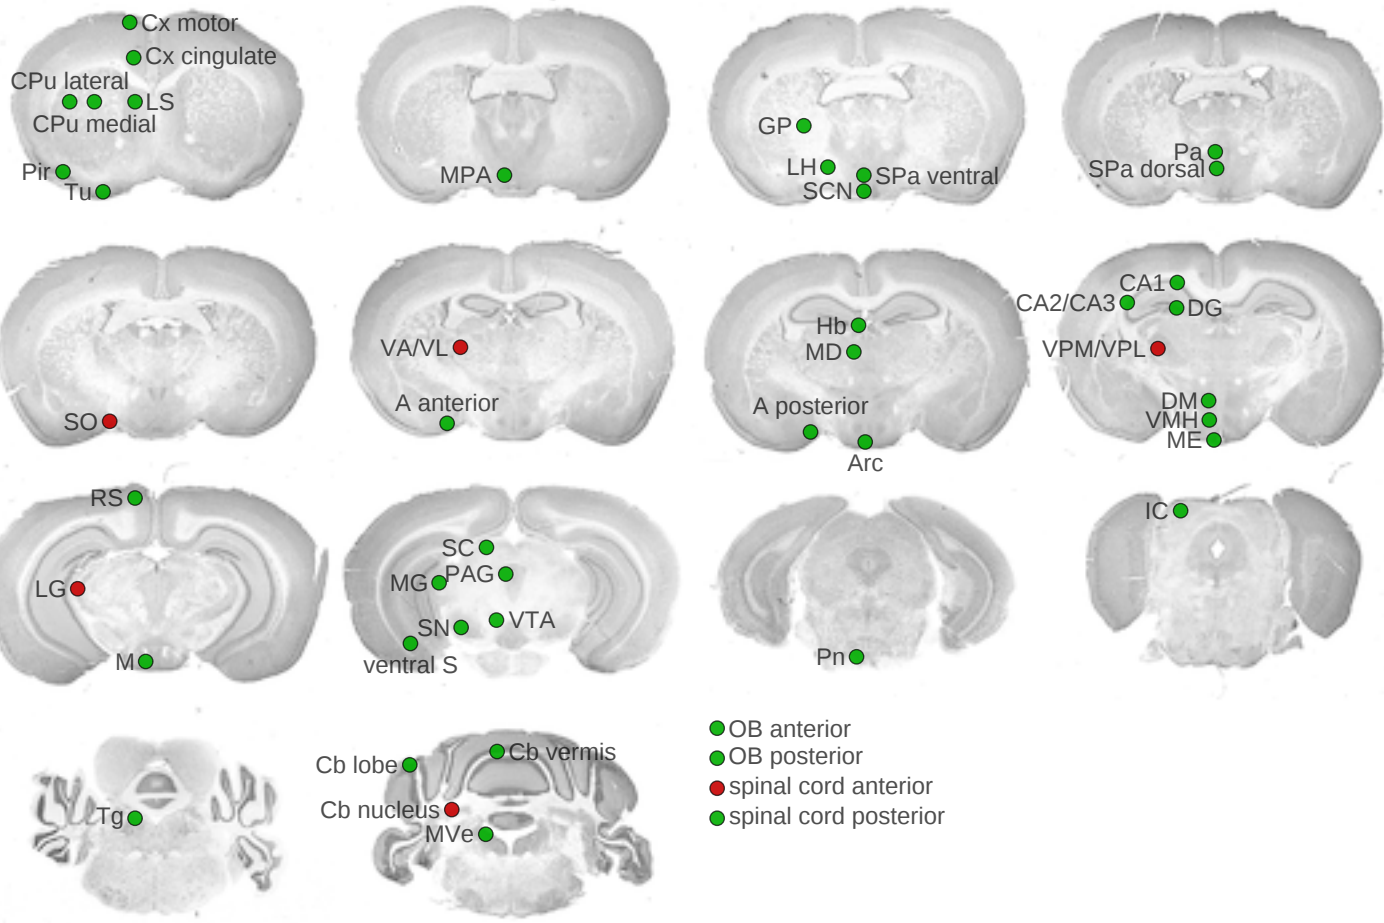 Cx motor
Cx cingulate
CPu lateral
LS
CPu medial
Pir
Tu
MPA
GP
LH
SPa ventral
SCN
Pa
SPa dorsal
SO
VA/VL
A anterior
Hb
MD
A posterior
Arc
CA1
CA2/CA3
DG
VPM/VPL
DM
VMH
ME
RS
LG
M
SC
MG
PAG
SN
VTA
ventral S
Pn
IC
Tg
Cb lobe
Cb vermis
Cb nucleus
MVe
OB anterior
OB posterior
spinal cord anterior
spinal cord posterior